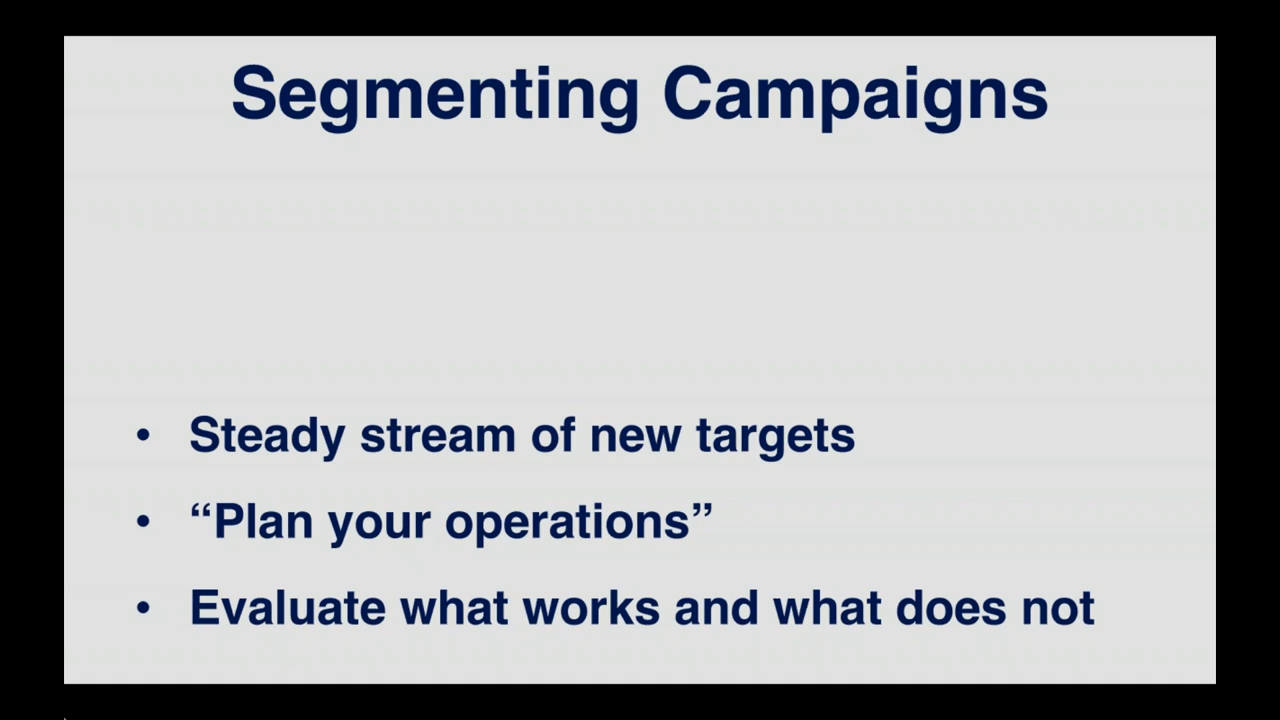 Segmenting Campaigns
• Steady stream of new targets
• “Plan your operations”
• Evaluate what works and what does not